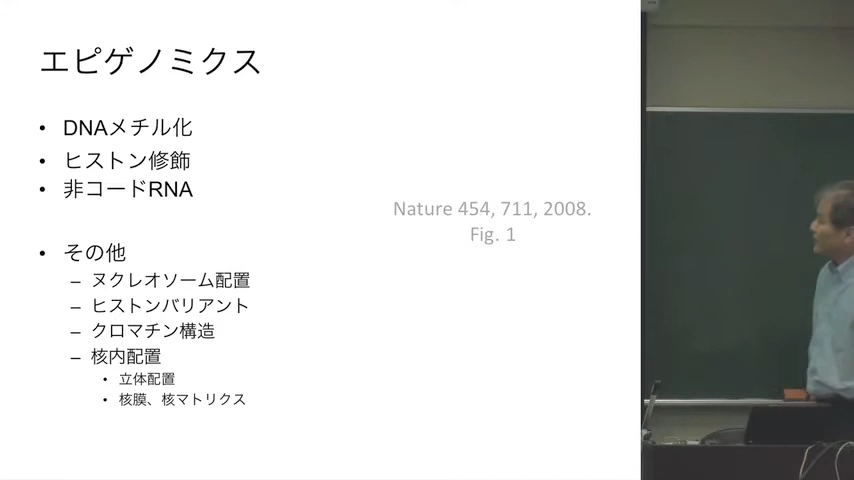 エピゲノミクス
• DNAメチル化
• ヒストン修飾
• 非コードRNA
• その他
– ヌクレオソーム配置
– ヒストンバリアント
– クロマチン構造
– 核内配置
• 立体配置
• 核膜、核マトリクス
Nature 454, 711, 2008.
Fig. 1